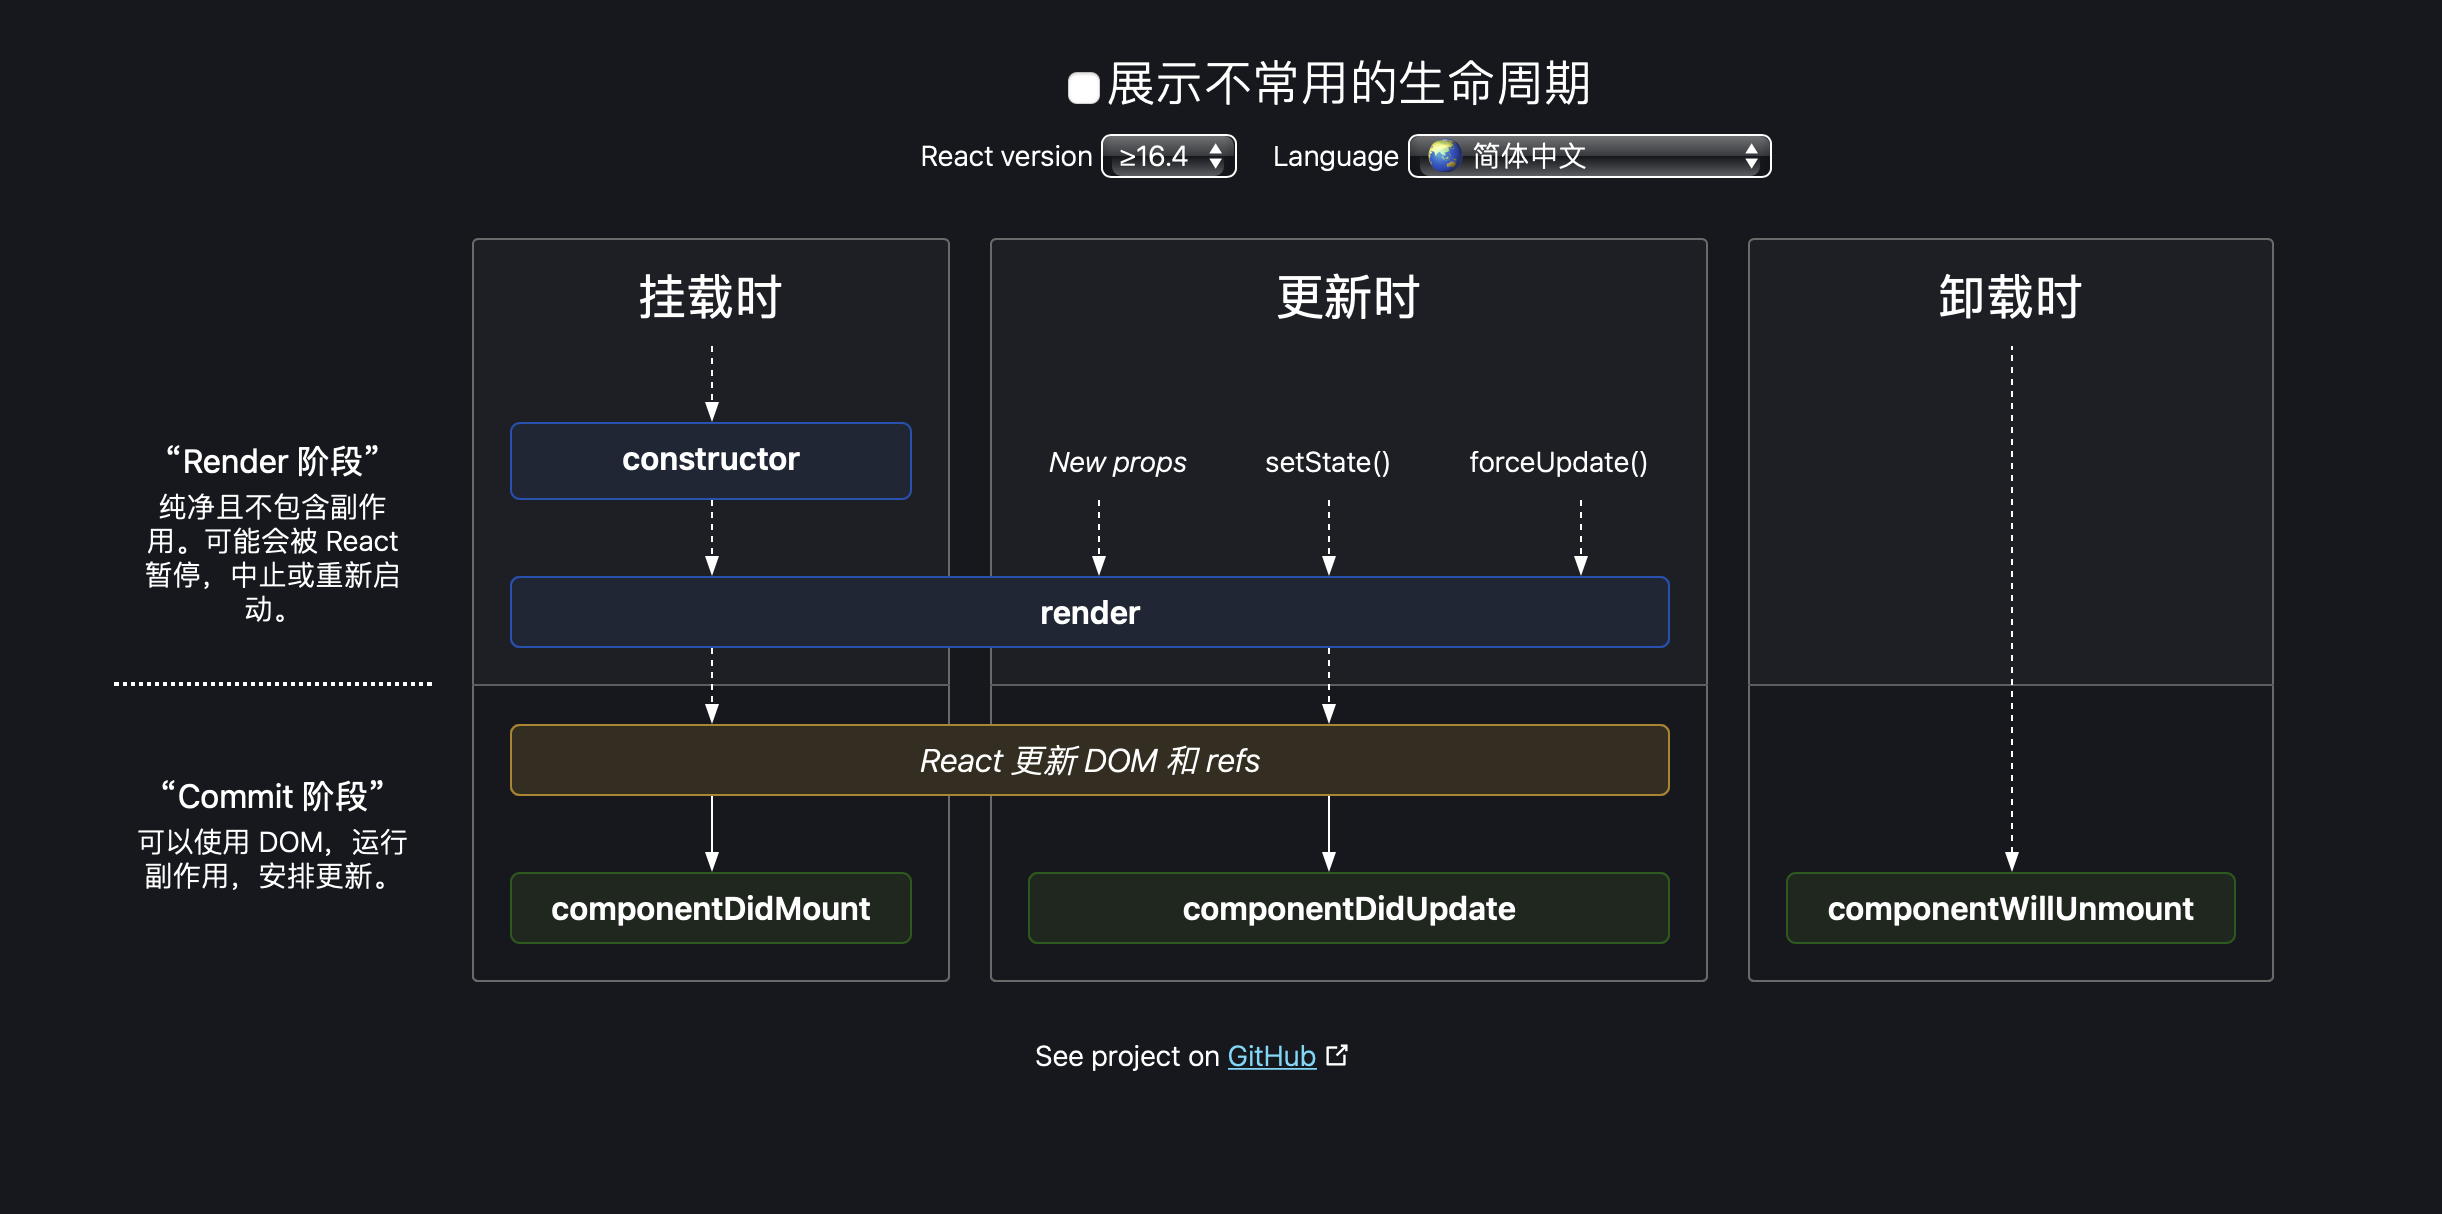 展示不常用的生命周期
React version ≥16.4 Language 简体中文
挂载时
更新时
卸载时
“Render 阶段”
纯净且不包含副作
用。可能会被 React
暂停，中止或重新启
动。
constructor
New props setState() forceUpdate()
render
“Commit 阶段”
可以使用 DOM，运行
副作用，安排更新。
React 更新 DOM 和 refs
componentDidMount
componentDidUpdate
componentWillUnmount
See project on GitHub